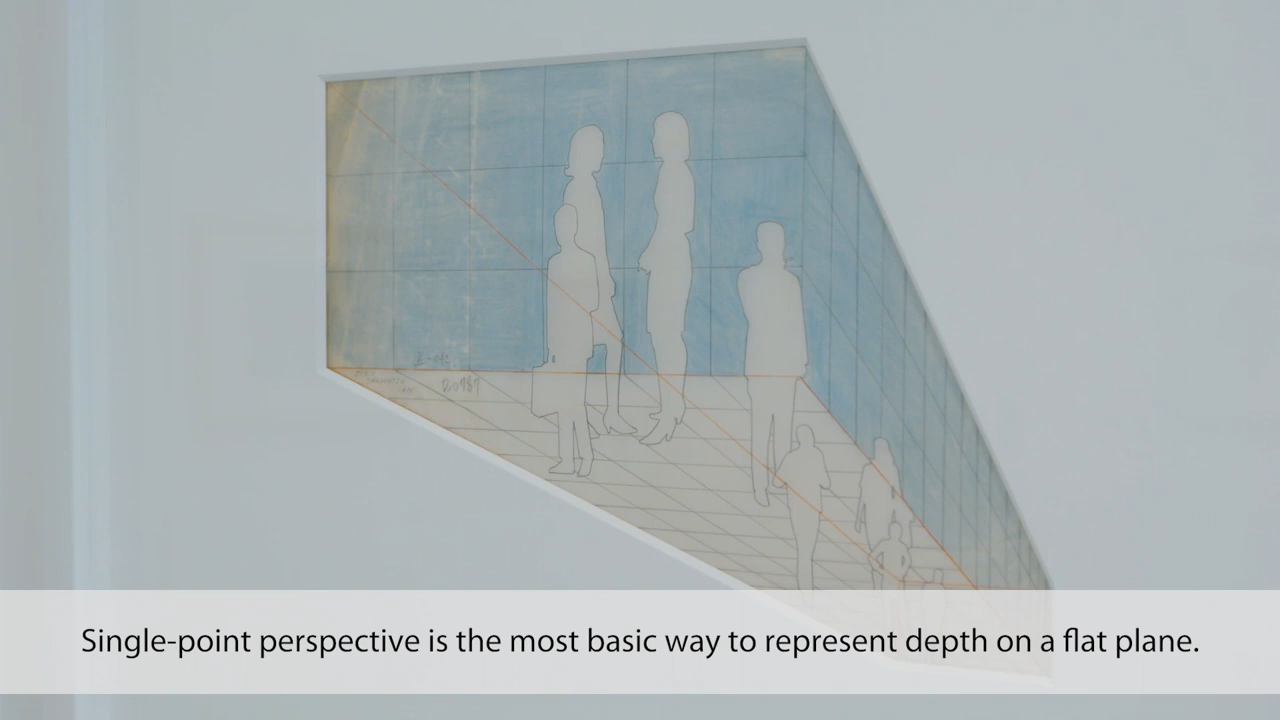 Single-point perspective is the most basic way to represent depth on a flat plane.